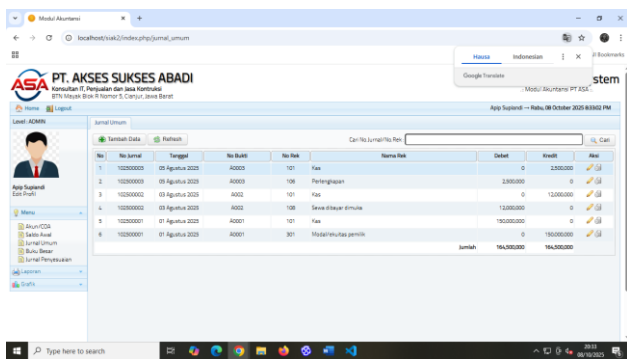 Modul Akuntansi
localhost/siak2/index.php/jurnal_umum
All Bookmarks
Hausa Indonesian
Google Translate
ASA PT. AKSES SUKSES ABADI
Konsultan IT, Penjualan dan Jasa Kontruksi
BTN Mayak Blok R Nomor 5, Cianjur, Jawa Barat
stem
Modul Akuntansi PT ASA
Home Logout
Apip Supiandi — Rabu, 08 Oktober 2025 8:33:02 PM
Level: ADMIN
Jurnal Umum
Tambah Data Refresh
Cari No.Jurnal/No.Rek
Cari
No No.Jurnal Tanggal No Bukti No Rek Nama Rek Debet Kredit Aksi
1 102500003 05 Agustus 2025 A0003 101 Kas 0 2,500,000
2 102500003 05 Agustus 2025 A0003 106 Perlengkapan 2,500,000 0
3 102500002 03 Agustus 2025 A002 101 Kas 0 12,000,000
4 102500002 03 Agustus 2025 A002 108 Sewa dibayar dimuka 12,000,000 0
5 102500001 01 Agustus 2025 A0001 101 Kas 150,000,000 0
6 102500001 01 Agustus 2025 A0001 301 Modal/rekuitas pemilik 0 150,000,000
Jumlah 164,500,000 164,500,000
Apip Supiandi
Edit Profil
Menu
Akun/COA
Saldo Awal
Jurnal Umum
Buku Besar
Jurnal Penyesuaian
Laporan
Grafik
Type here to search
08/10/2025